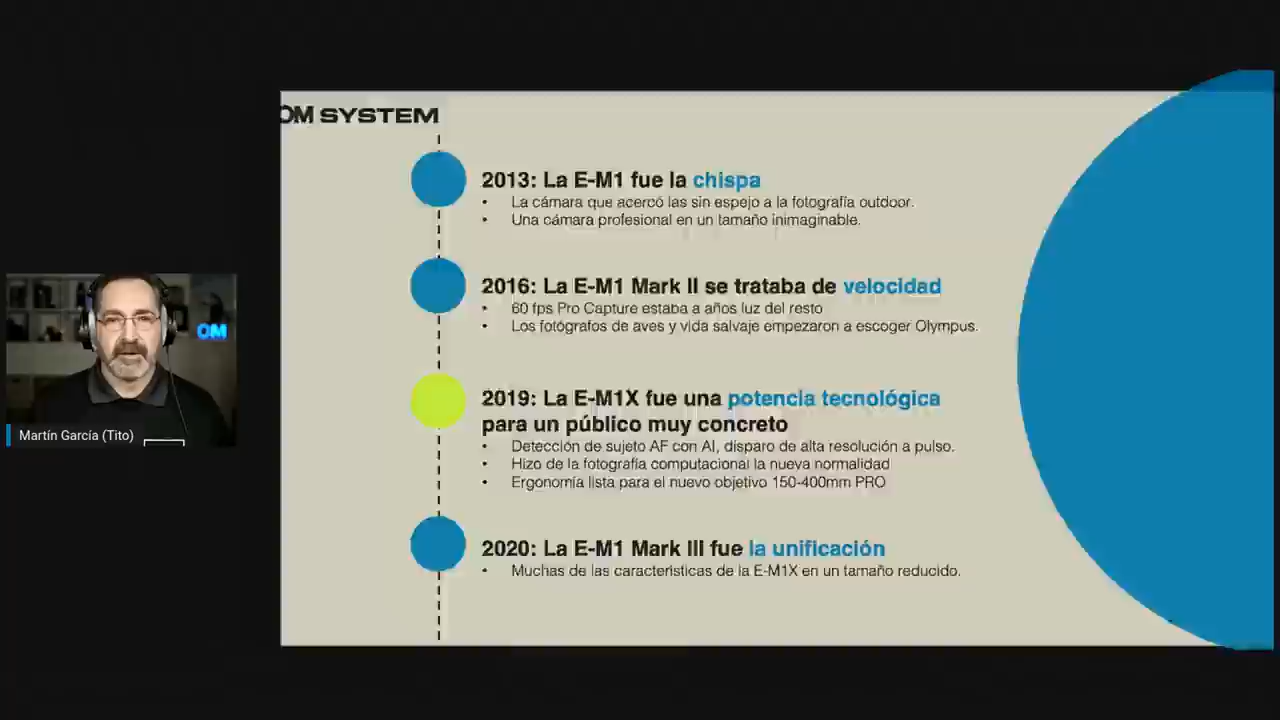 OM SYSTEM
2013: La E-M1 fue la chispa
• La cámara que acercó las sin espejo a la fotografía outdoor.
• Una cámara profesional en un tamaño inimaginable.
2016: La E-M1 Mark II se trataba de velocidad
• 60 fps Pro Capture estaba a años luz del resto
• Los fotógrafos de aves y vida salvaje empezaron a escoger Olympus.
2019: La E-M1X fue una potencia tecnológica
para un público muy concreto
• Detección de sujeto AF con AI, disparo de alta resolución a pulso.
• Hizo de la fotografía computacional la nueva normalidad
• Ergonomía lista para el nuevo objetivo 150-400mm PRO
2020: La E-M1 Mark III fue la unificación
• Muchas de las características de la E-M1X en un tamaño reducido.
OM
Martín García (Tito)